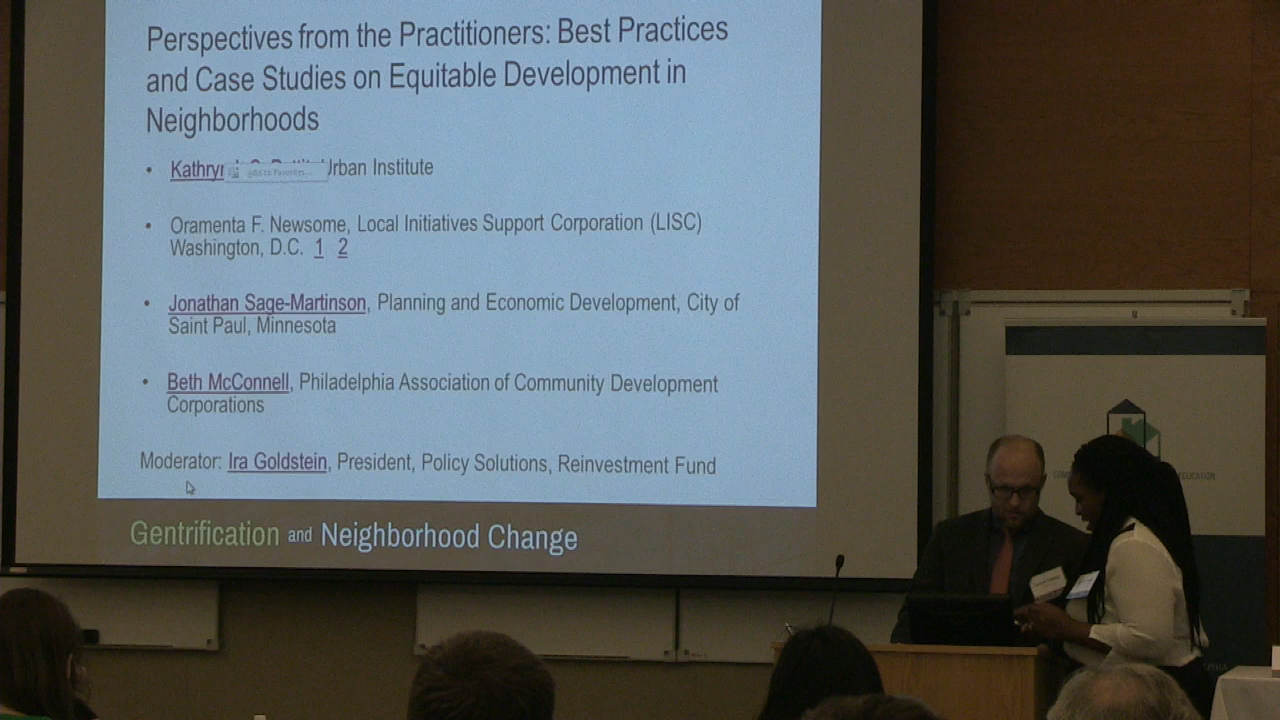 Perspectives from the Practitioners: Best Practices
and Case Studies on Equitable Development in
Neighborhoods
• Urban Institute
• Oramenta F. Newsome, Local Initiatives Support Corporation (LISC)
Washington, D.C. 1 2
• Jonathan Sage-Martinson, Planning and Economic Development, City of
Saint Paul, Minnesota
• Beth McConnell, Philadelphia Association of Community Development
Corporations
Moderator: Ira Goldstein, President, Policy Solutions, Reinvestment Fund
Gentrification and Neighborhood Change